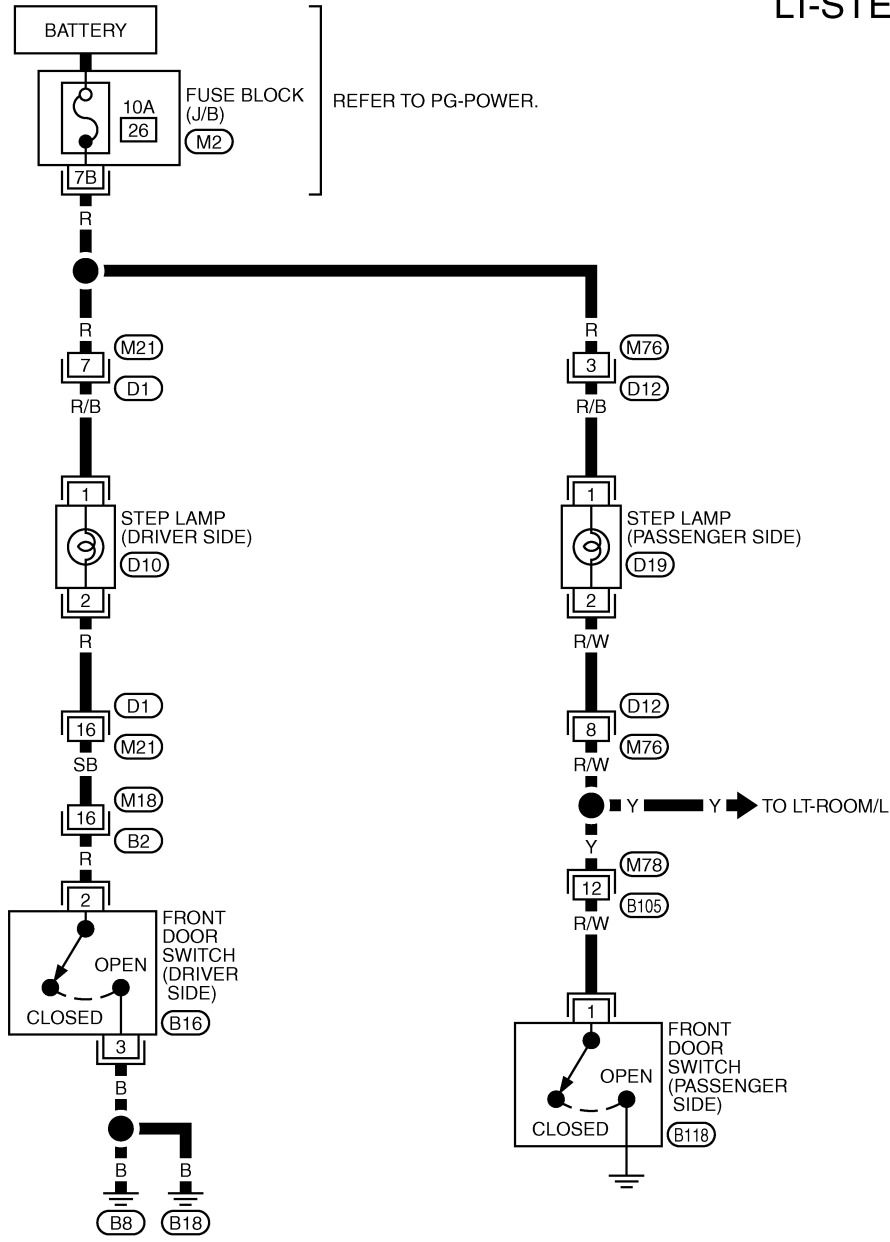 LT-STE
BATTERY
10A
26
FUSE BLOCK
(J/B)
M2
REFER TO PG-POWER.
7B
R
R
R
7
M21
D1
3
M76
D12
R/B
R/B
1
STEP LAMP
(DRIVER SIDE)
D10
2
1
STEP LAMP
(PASSENGER SIDE)
D19
2
R
R/W
16
D1
M21
8
D12
M76
SB
R/W
16
M18
B2
Y
Y
TO LT-ROOM/L
Y
R
12
M78
B105
R/W
2
OPEN
CLOSED
FRONT
DOOR
SWITCH
(DRIVER
SIDE)
B16
3
1
OPEN
CLOSED
FRONT
DOOR
SWITCH
(PASSENGER
SIDE)
B118
B
B
B
B8
B18